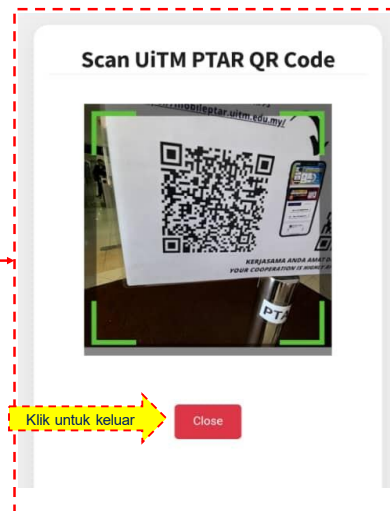 Scan UiTM PTAR QR Code
mobileptar.uitm.edu.my/
KERJASAMA ANDA AMAT
YOUR COOPERATION IS HIGHLY
PTA
Klik untuk keluar
Close